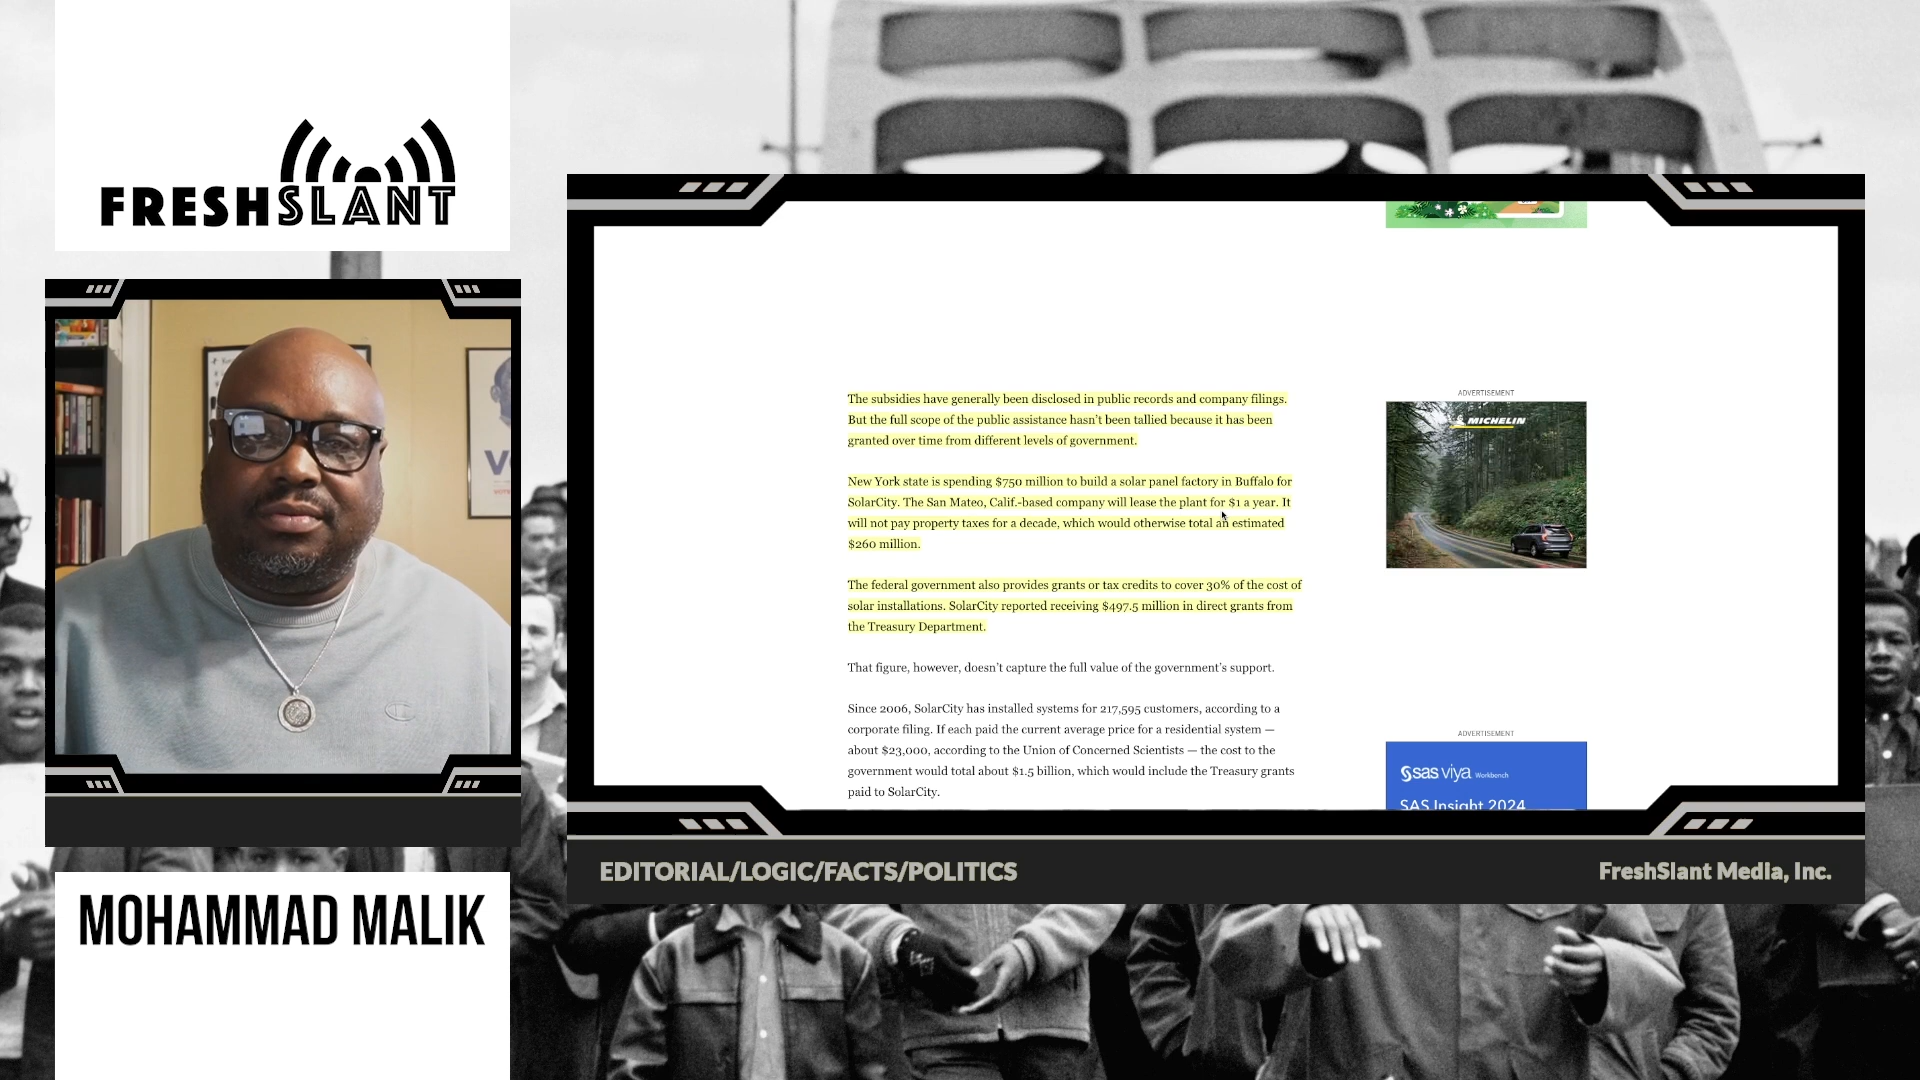 FRESHSLANT
MOHAMMAD MALIK
The subsidies have generally been disclosed in public records and company filings.
But the full scope of the public assistance hasn’t been tallied because it has been
granted over time from different levels of government.
New York state is spending $750 million to build a solar panel factory in Buffalo for
SolarCity. The San Mateo, Calif.-based company will lease the plant for $1 a year. It
will not pay property taxes for a decade, which would otherwise total an estimated
$260 million.
The federal government also provides grants or tax credits to cover 30% of the cost of
solar installations. SolarCity reported receiving $497.5 million in direct grants from
the Treasury Department.
That figure, however, doesn’t capture the full value of the government’s support.
Since 2006, SolarCity has installed systems for 217,595 customers, according to a
corporate filing. If each paid the current average price for a residential system —
about $23,000, according to the Union of Concerned Scientists — the cost to the
government would total about $1.5 billion, which would include the Treasury grants
paid to SolarCity.
ADVERTISEMENT
MICHELIN
ADVERTISEMENT
sas viya Workbench
SAS Insight 2024
EDITORIAL/LOGIC/FACTS/POLITICS
FreshSlant Media, Inc.